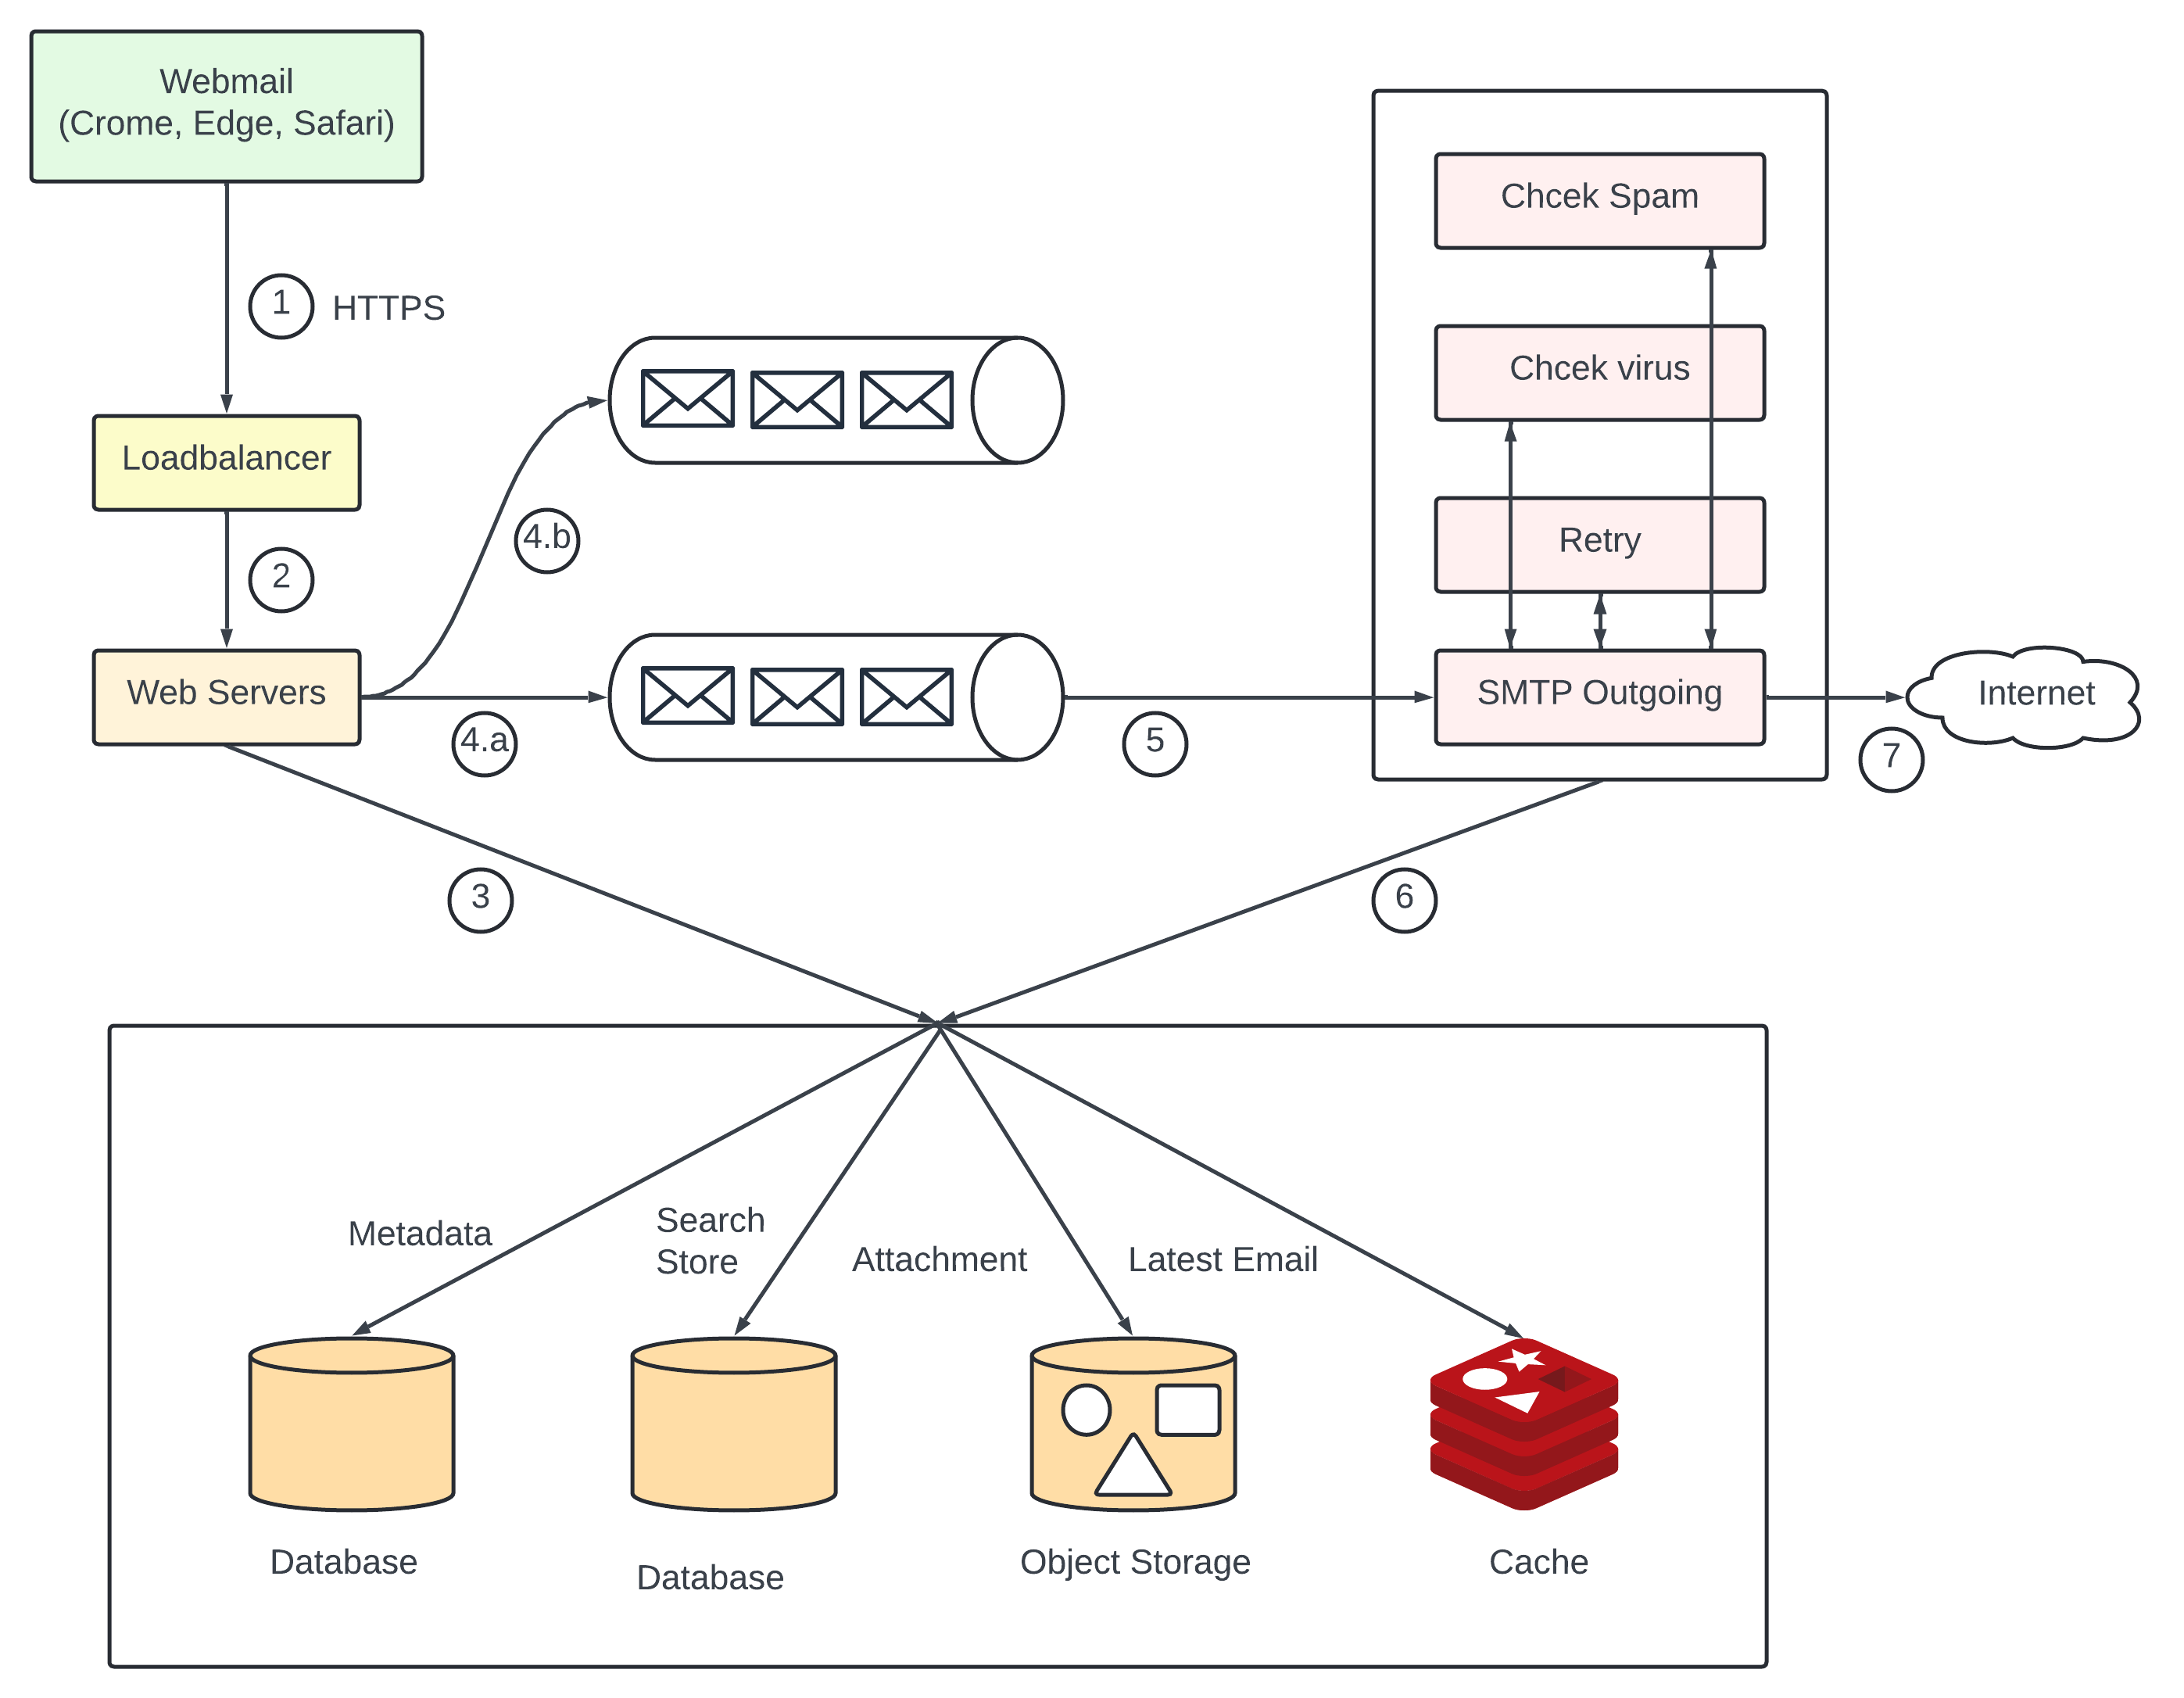 Webmail
(Crome, Edge, Safari)
1
HTTPS
Loadbalancer
2
Web Servers
4.b
4.a
3
Chcek Spam
Chcek virus
Retry
SMTP Outgoing
5
6
7
Internet
Metadata
Search
Store
Attachment
Latest Email
Database
Database
Object Storage
Cache